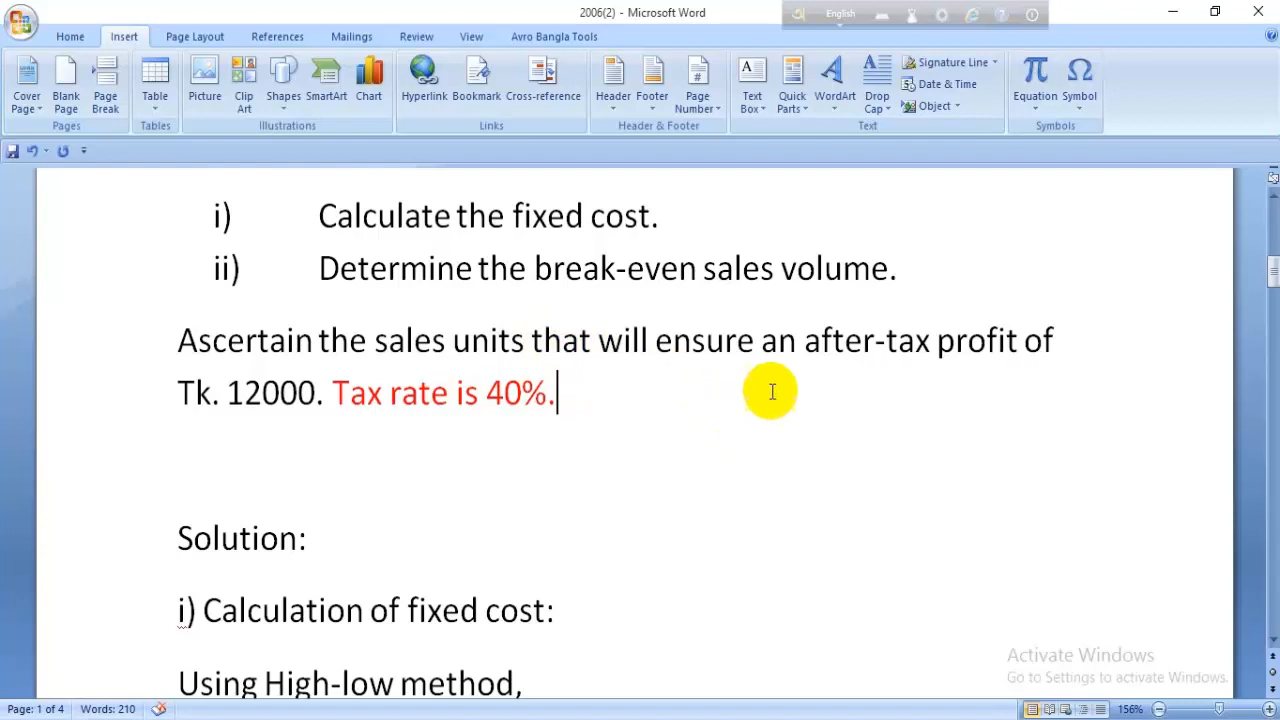 2006(2) - Microsoft Word
English
Home Insert Page Layout References Mailings Review View Avro Bangla Tools
Cover Page Blank Page Page Break Table Picture Clip Art Shapes SmartArt Chart Hyperlink Bookmark Cross-reference Header Footer Page Number Text Box Quick Parts WordArt Drop Cap Signature Line Date & Time Object Equation Symbol
Pages Tables Illustrations Links Header & Footer Text Symbols
i) Calculate the fixed cost.
ii) Determine the break-even sales volume.
Ascertain the sales units that will ensure an after-tax profit of
Tk. 12000. Tax rate is 40%.
Solution:
i) Calculation of fixed cost:
Using High-low method,
Activate Windows
Go to Settings to activate Windows.
Page: 1 of 4 Words: 210 156%